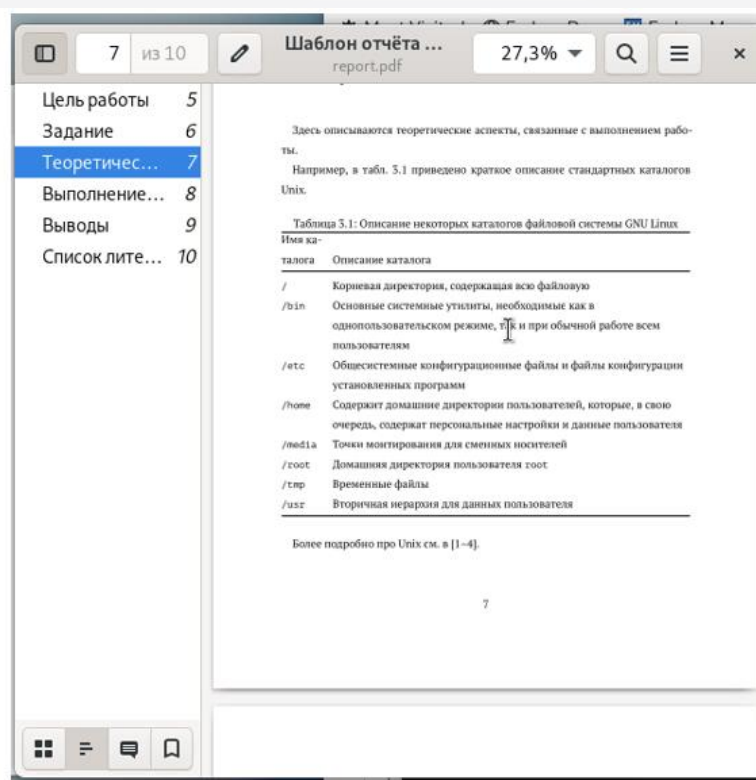 7 из 10
Шаблон отчёта ...
report.pdf
27,3%
Цель работы 5
Задание 6
Теоретичес... 7
Выполнение... 8
Выводы 9
Список лите... 10
Здесь описываются теоретические аспекты, связанные с выполнением рабо-
ты.
Например, в табл. 3.1 приведено краткое описание стандартных каталогов
Unix.
Таблица 3.1: Описание некоторых каталогов файловой системы GNU Linux
Имя ка-
талога Описание каталога
/ Корневая директория, содержащая всю файловую
/bin Основные системные утилиты, необходимые как в
однопользовательском режиме, так и при обычной работе всем
пользователям
/etc Общесистемные конфигурационные файлы и файлы конфигурации
установленных программ
/home Содержит домашние директории пользователей, которые, в свою
очередь, содержат персональные настройки и данные пользователя
/media Точки монтирования для сменных носителей
/root Домашняя директория пользователя root
/tmp Временные файлы
/usr Вторичная иерархия для данных пользователя
Более подробно про Unix см. в [1–4].
7